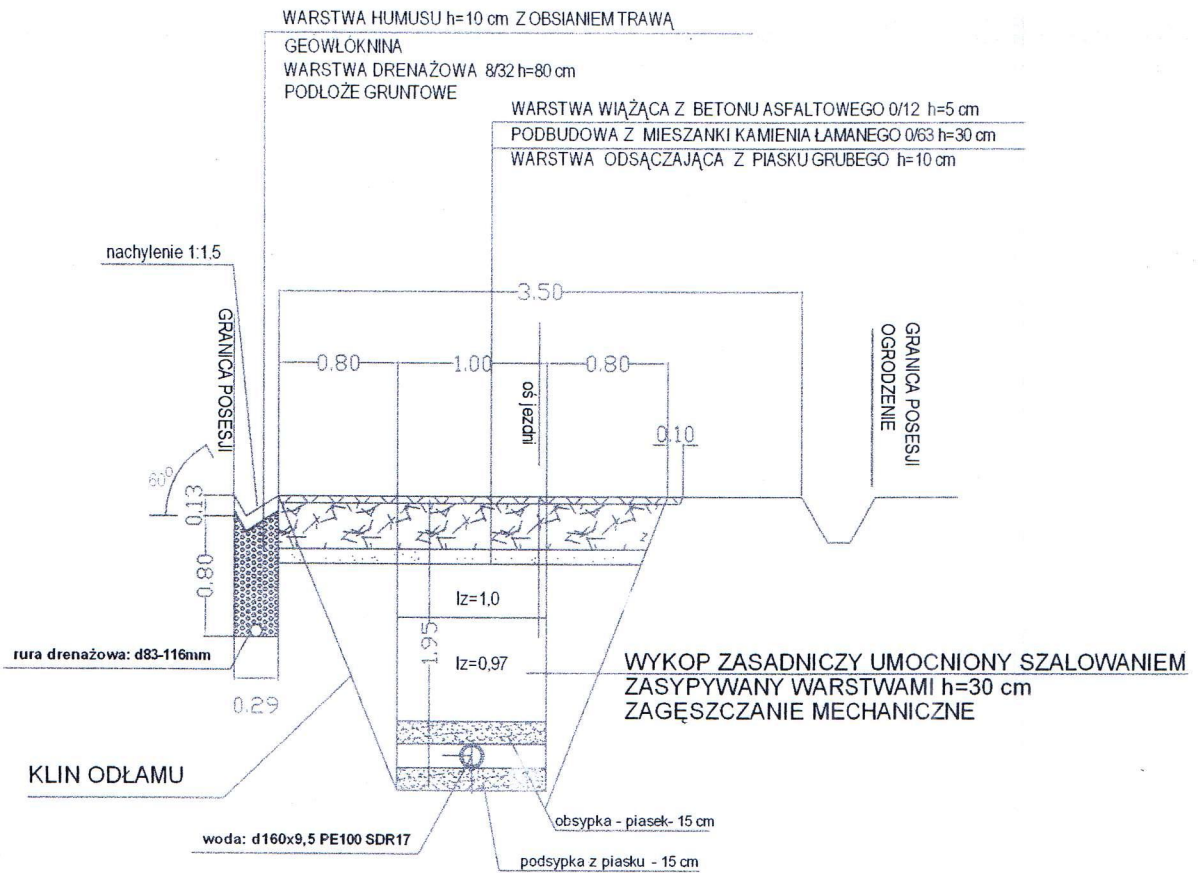 WARSTWA HUMUSU h=10 cm Z OBSIANIEM TRAWĄ
GEOWŁÓKNINA
WARSTWA DRENAŻOWA 8/32 h=80 cm
PODŁOŻE GRUNTOWE
WARSTWA WIĄŻĄCA Z BETONU ASFALTOWEGO 0/12 h=5 cm
PODBUDOWA Z MIESZANKI KAMIENIA ŁAMANEGO 0/63 h=30 cm
WARSTWA ODSĄCZAJĄCA Z PIASKU GRUBEGO h=10 cm
nachylenie 1:1.5
3.50
GRANICA POSESJI
GRANICA POSESJI
OGRODZENIE
0.80
1.00
0.80
oś jezdni
0.10
60°
0.13
0.80
Iz=1,0
1.95
Iz=0,97
rura drenażowa: d83-116mm
0.29
WYKOP ZASADNICZY UMOCNIONY SZALOWANIEM
ZASYPYWANY WARSTWAMI h=30 cm
ZAGĘSZCZANIE MECHANICZNE
KLIN ODŁAMU
woda: d160x9,5 PE100 SDR17
obsypka - piasek- 15 cm
podsypka z piasku - 15 cm